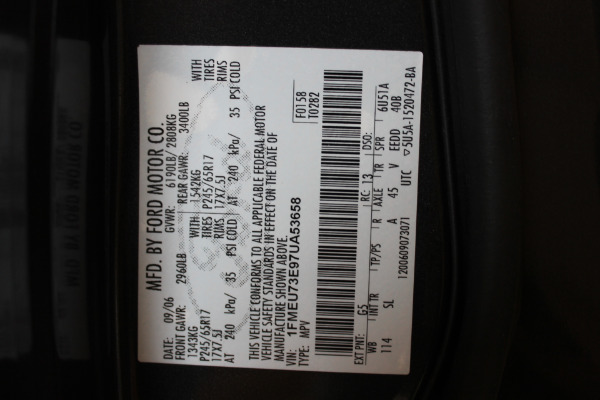 MFD. BY FORD MOTOR CO.
DATE: 09/06 GVWR: 6190LB/ 2808KG
FRONT GAWR: 2960LB REAR GAWR: 3400LB
1343KG WITH 1542KG WITH
P245/65R17 TIRES P245/65R17 TIRES
17X7.5J RIMS 17X7.5J RIMS
AT 240 kPa/ 35 PSI COLD AT 240 kPa/ 35 PSI COLD
THIS VEHICLE CONFORMS TO ALL APPLICABLE FEDERAL MOTOR
VEHICLE SAFETY STANDARDS IN EFFECT ON THE DATE OF
MANUFACTURE SHOWN ABOVE.
VIN: 1FMEU73E97UA53658 F0158
TYPE: MPV T0282
EXT PNT: G5 RC: 13 DSO:
WB INT TR TP/PS R AXLE TR SPR 6U51A
114 SL A 45 V EEDD 40B
1200609073071 UTC ▽5U5A-1520472-BA